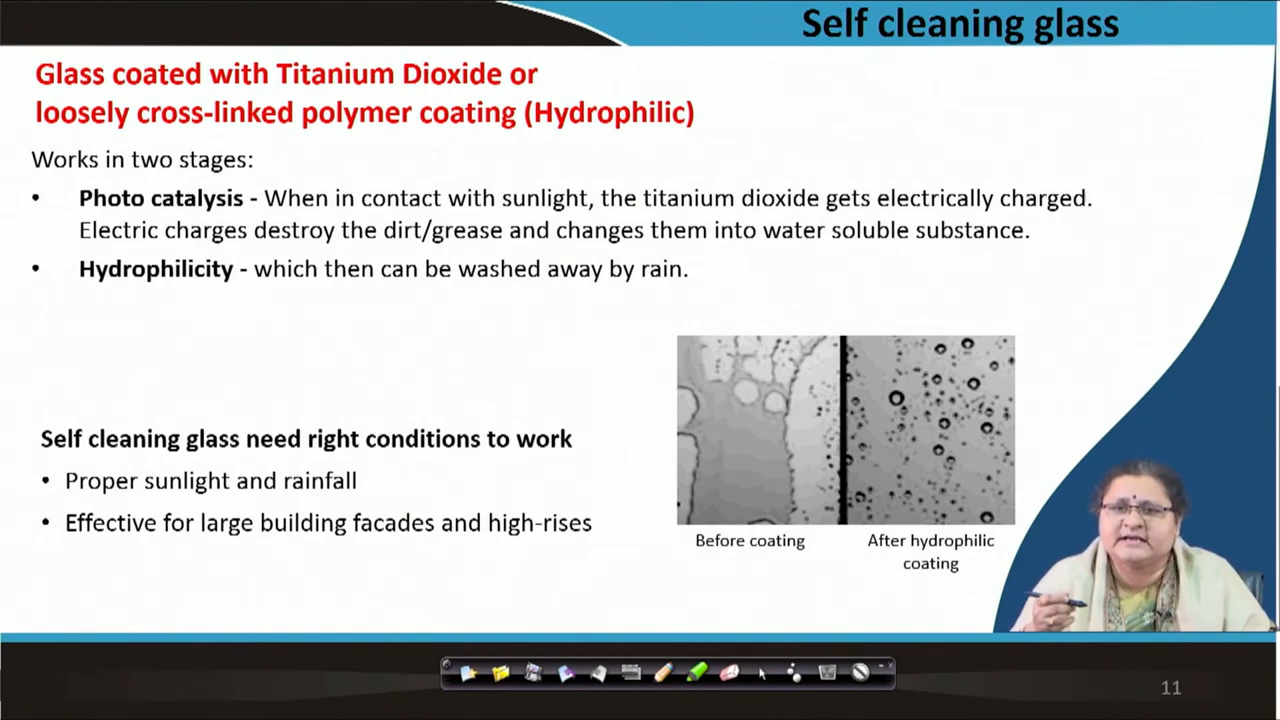 Self cleaning glass
Glass coated with Titanium Dioxide or
loosely cross-linked polymer coating (Hydrophilic)
Works in two stages:
• Photo catalysis - When in contact with sunlight, the titanium dioxide gets electrically charged.
Electric charges destroy the dirt/grease and changes them into water soluble substance.
• Hydrophilicity - which then can be washed away by rain.
Self cleaning glass need right conditions to work
• Proper sunlight and rainfall
• Effective for large building facades and high-rises
Before coating
After hydrophilic
coating
11